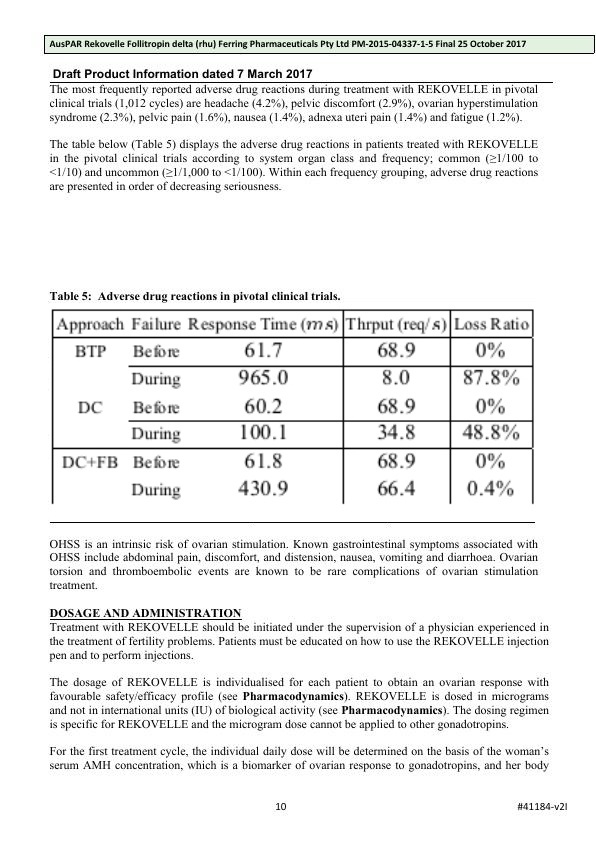 AusPAR Rekovelle Follitropin delta (rhu) Ferring Pharmaceuticals Pty Ltd PM-2015-04337-1-5 Final 25 October 2017
Draft Product Information dated 7 March 2017
The most frequently reported adverse drug reactions during treatment with REKOVELLE in pivotal
clinical trials (1,012 cycles) are headache (4.2%), pelvic discomfort (2.9%), ovarian hyperstimulation
syndrome (2.3%), pelvic pain (1.6%), nausea (1.4%), adnexa uteri pain (1.4%) and fatigue (1.2%).
The table below (Table 5) displays the adverse drug reactions in patients treated with REKOVELLE
in the pivotal clinical trials according to system organ class and frequency; common (≥1/100 to
<1/10) and uncommon (≥1/1,000 to <1/100). Within each frequency grouping, adverse drug reactions
are presented in order of decreasing seriousness.
Table 5: Adverse drug reactions in pivotal clinical trials.
Approach Failure Response Time (ms) Thrput (req/s) Loss Ratio
BTP Before 61.7 68.9 0%
During 965.0 8.0 87.8%
DC Before 60.2 68.9 0%
During 100.1 34.8 48.8%
DC+FB Before 61.8 68.9 0%
During 430.9 66.4 0.4%
OHSS is an intrinsic risk of ovarian stimulation. Known gastrointestinal symptoms associated with
OHSS include abdominal pain, discomfort, and distension, nausea, vomiting and diarrhoea. Ovarian
torsion and thromboembolic events are known to be rare complications of ovarian stimulation
treatment.
DOSAGE AND ADMINISTRATION
Treatment with REKOVELLE should be initiated under the supervision of a physician experienced in
the treatment of fertility problems. Patients must be educated on how to use the REKOVELLE injection
pen and to perform injections.
The dosage of REKOVELLE is individualised for each patient to obtain an ovarian response with
favourable safety/efficacy profile (see Pharmacodynamics). REKOVELLE is dosed in micrograms
and not in international units (IU) of biological activity (see Pharmacodynamics). The dosing regimen
is specific for REKOVELLE and the microgram dose cannot be applied to other gonadotropins.
For the first treatment cycle, the individual daily dose will be determined on the basis of the woman's
serum AMH concentration, which is a biomarker of ovarian response to gonadotropins, and her body
10 #41184-v2I